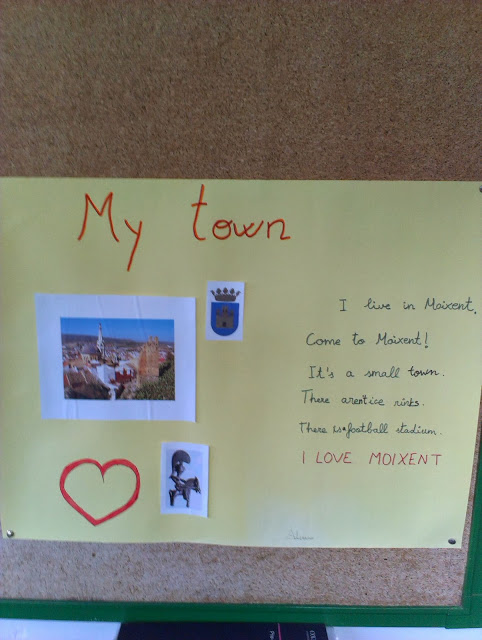 My town
I live in Moixent.
Come to Moixent!
It's a small town.
There aren't ice rinks.
There is football stadium.
I LOVE MOIXENT